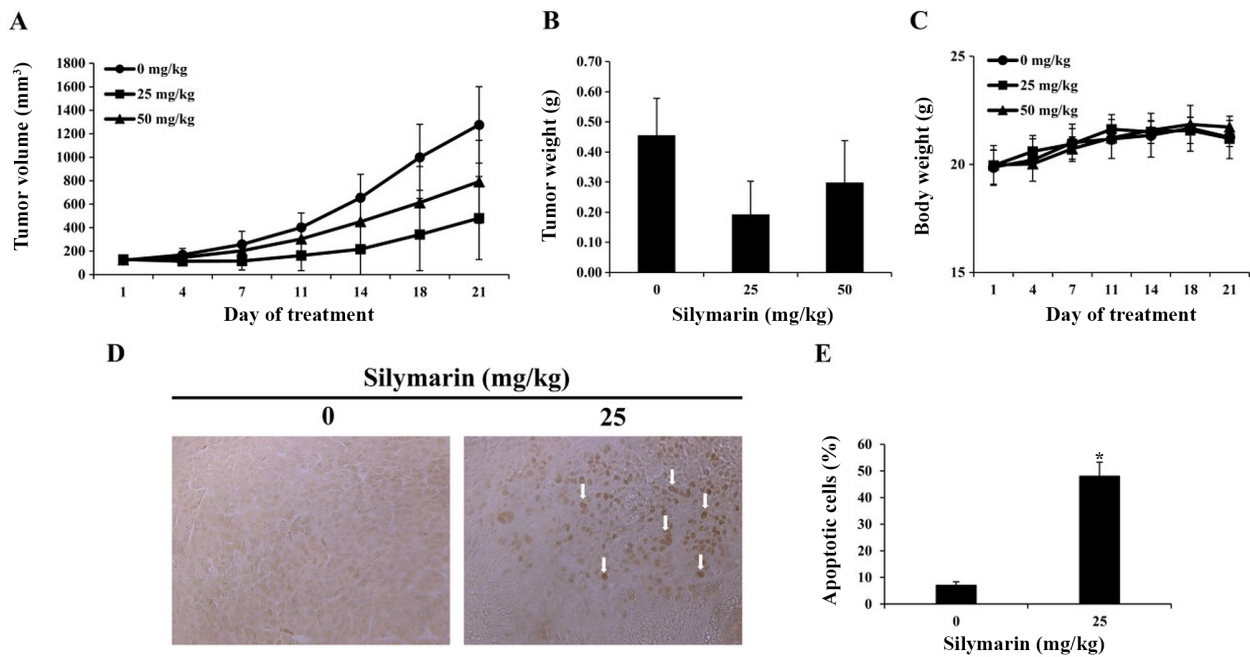 A
Tumor volume (mm³)
1800
1600
1400
1200
1000
800
600
400
200
0
0 mg/kg
25 mg/kg
50 mg/kg
1 4 7 11 14 18 21
Day of treatment
B
Tumor weight (g)
0.70
0.60
0.50
0.40
0.30
0.20
0.10
0.00
0 25 50
Silymarin (mg/kg)
C
Body weight (g)
25
20
15
0 mg/kg
25 mg/kg
50 mg/kg
1 4 7 11 14 18 21
Day of treatment
D
Silymarin (mg/kg)
0 25
E
Apoptotic cells (%)
60
50
40
30
20
10
0
*
0 25
Silymarin (mg/kg)